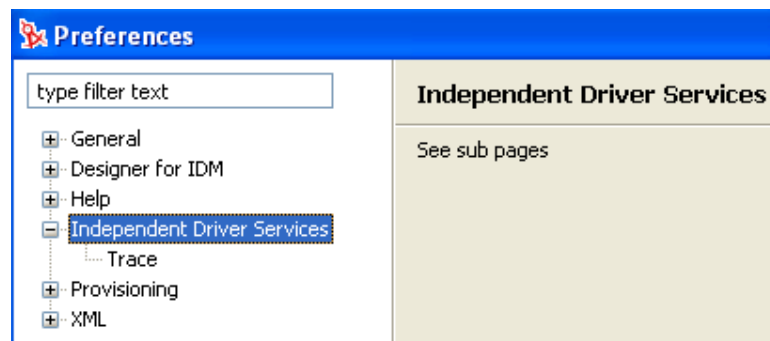 Preferences
type filter text
General
Designer for IDM
Help
Independent Driver Services
Trace
Provisioning
XML
Independent Driver Services
See sub pages